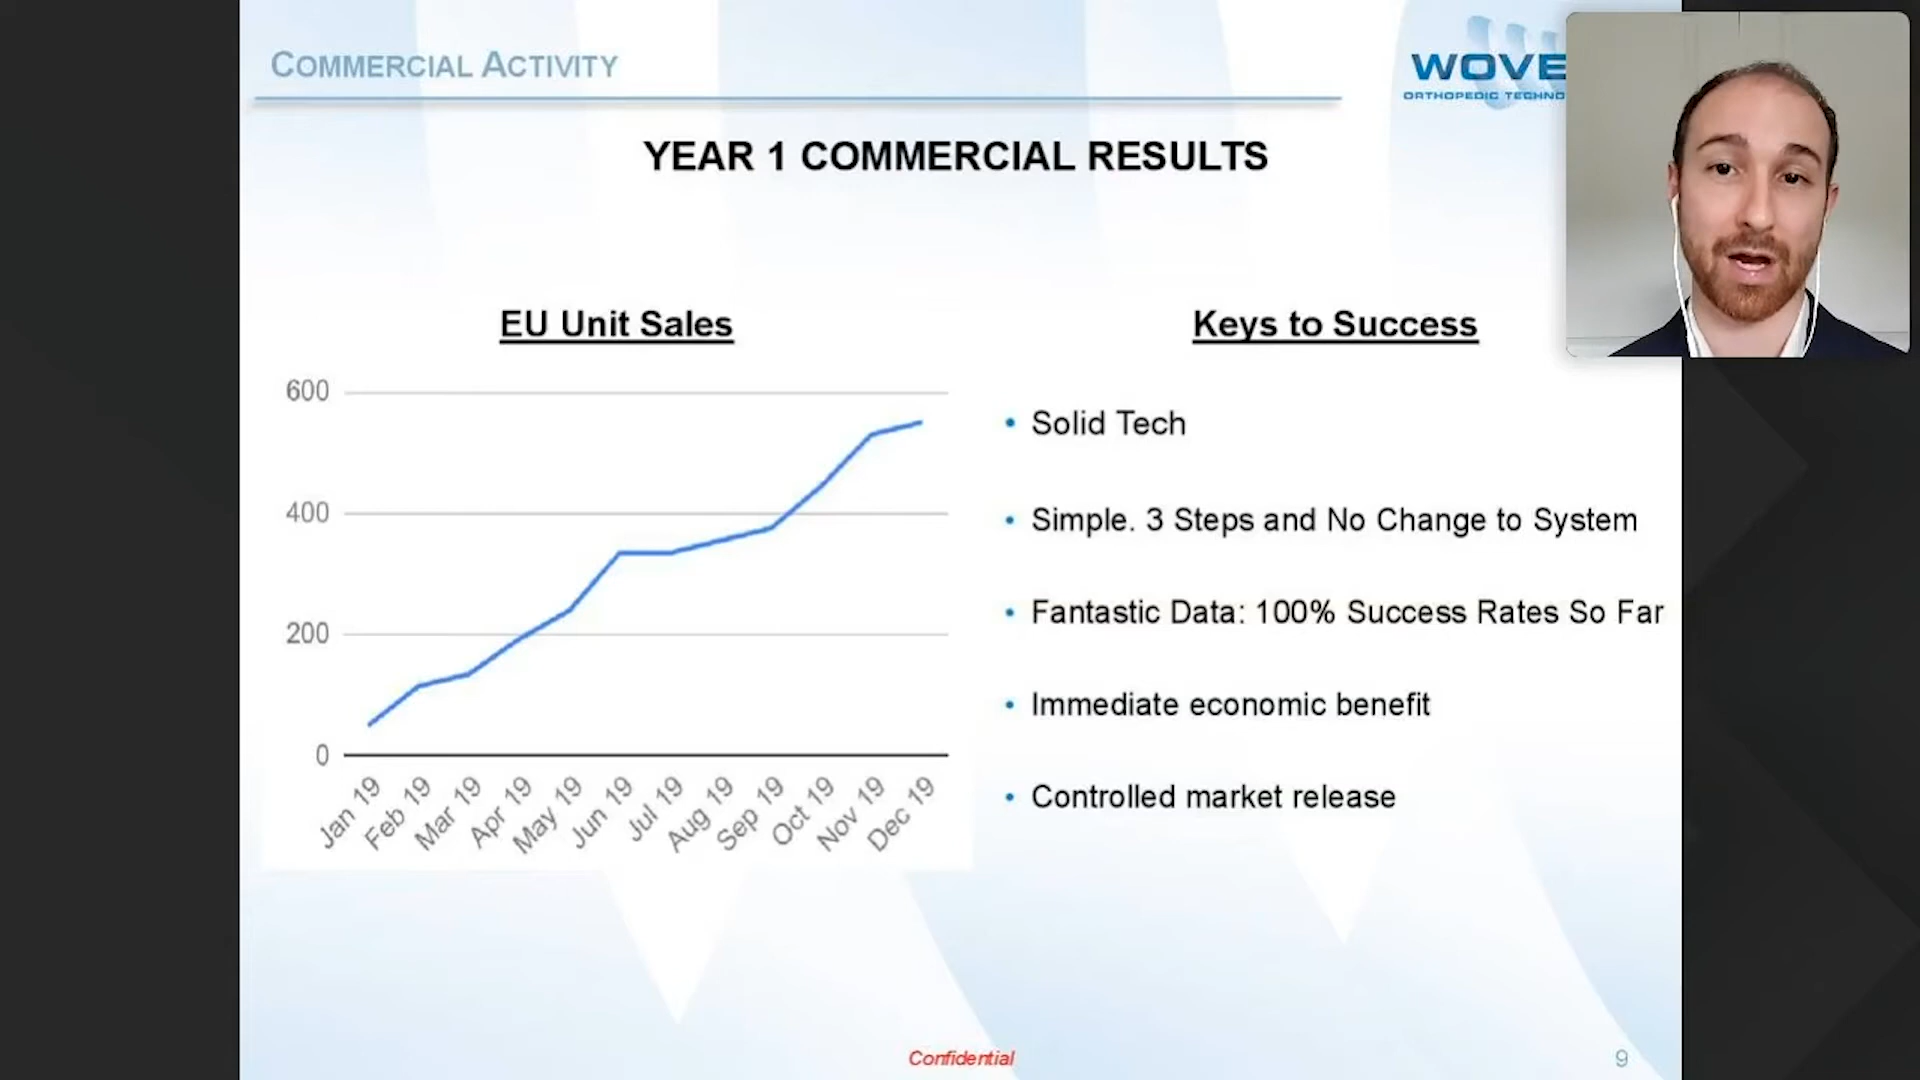 COMMERCIAL ACTIVITY
WOVE
ORTHOPEDIC TECHNO
YEAR 1 COMMERCIAL RESULTS
EU Unit Sales
600
400
200
0
Jan 19
Feb 19
Mar 19
Apr 19
May 19
Jun 19
Jul 19
Aug 19
Sep 19
Oct 19
Nov 19
Dec 19
Keys to Success
• Solid Tech
• Simple. 3 Steps and No Change to System
• Fantastic Data: 100% Success Rates So Far
• Immediate economic benefit
• Controlled market release
Confidential
9